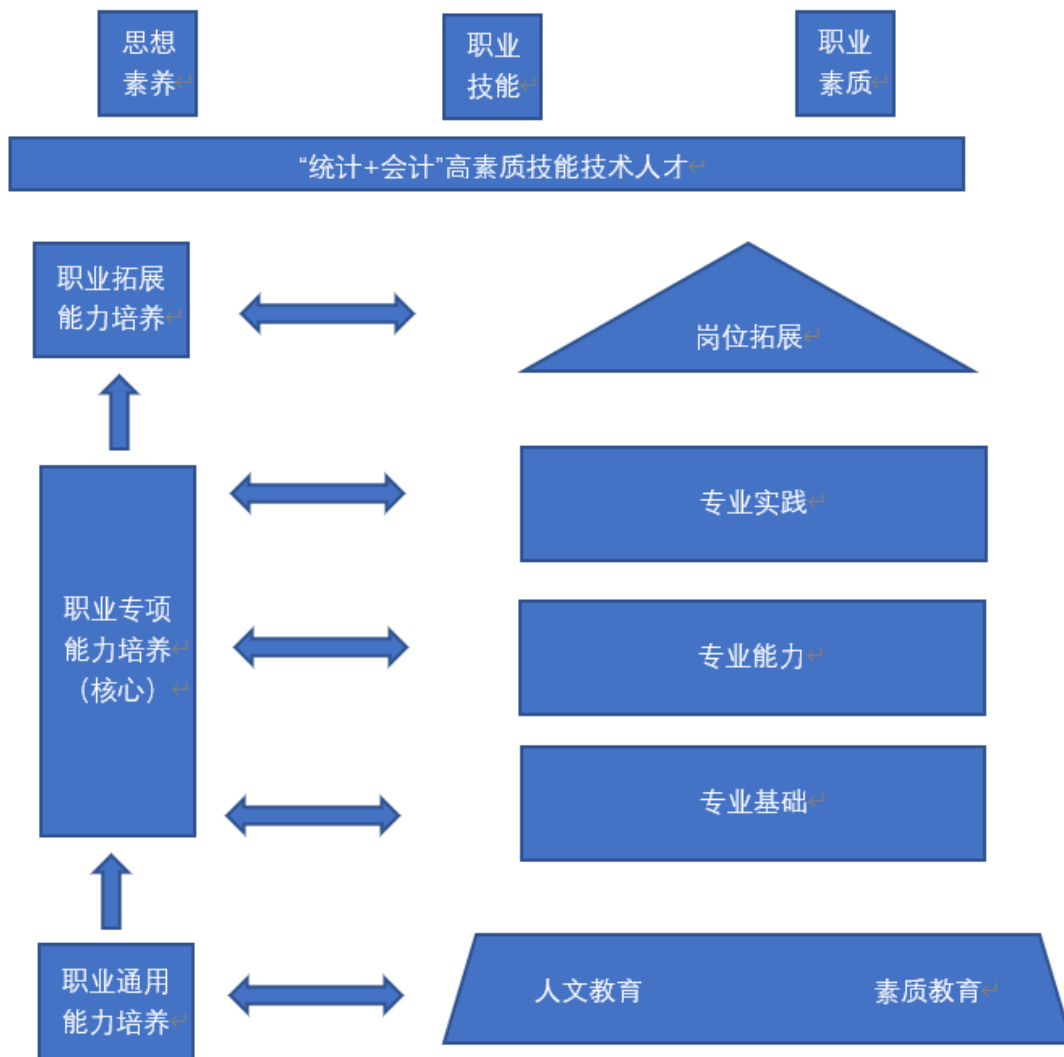 思想
素养
职业
技能
职业
素质
“统计+会计”高素质技能技术人才
职业拓展
能力培养
岗位拓展
专业实践
职业专项
能力培养
（核心）
专业能力
专业基础
职业通用
能力培养
人文教育 素质教育